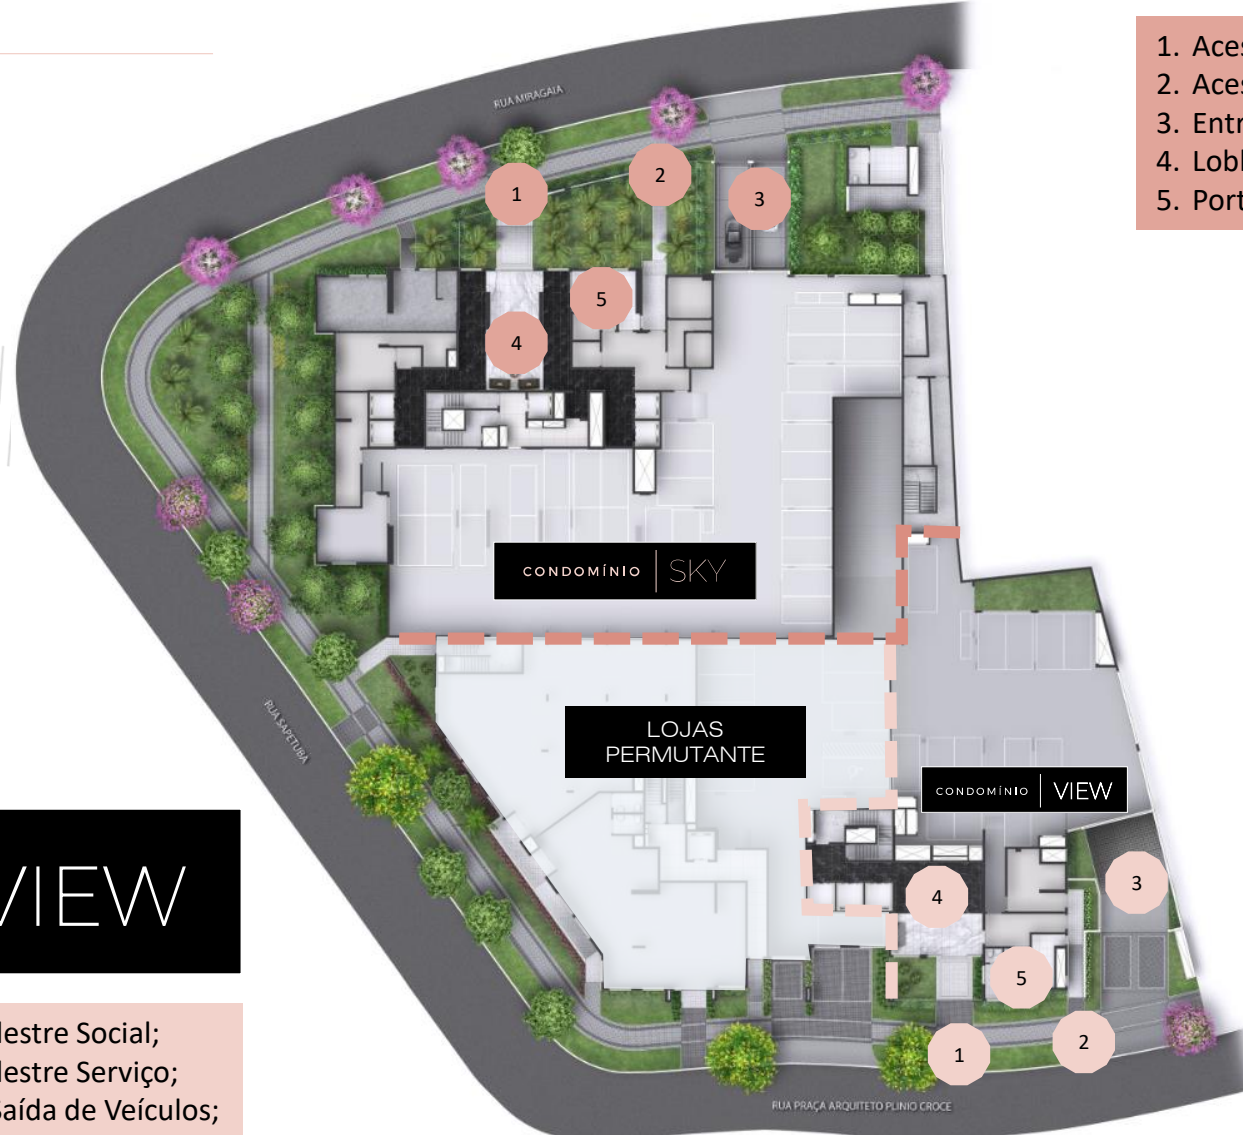 1. Aces
2. Aces
3. Entr
4. Lobb
5. Port
RUA MIRAGAIA
1
2
3
5
4
CONDOMÍNIO | SKY
RUA SAPETUBA
LOJAS
PERMUTANTE
CONDOMÍNIO | VIEW
VIEW
3
4
5
1
2
RUA PRAÇA ARQUITETO PLINIO CROCE
destre Social;
destre Serviço;
Saída de Veículos;